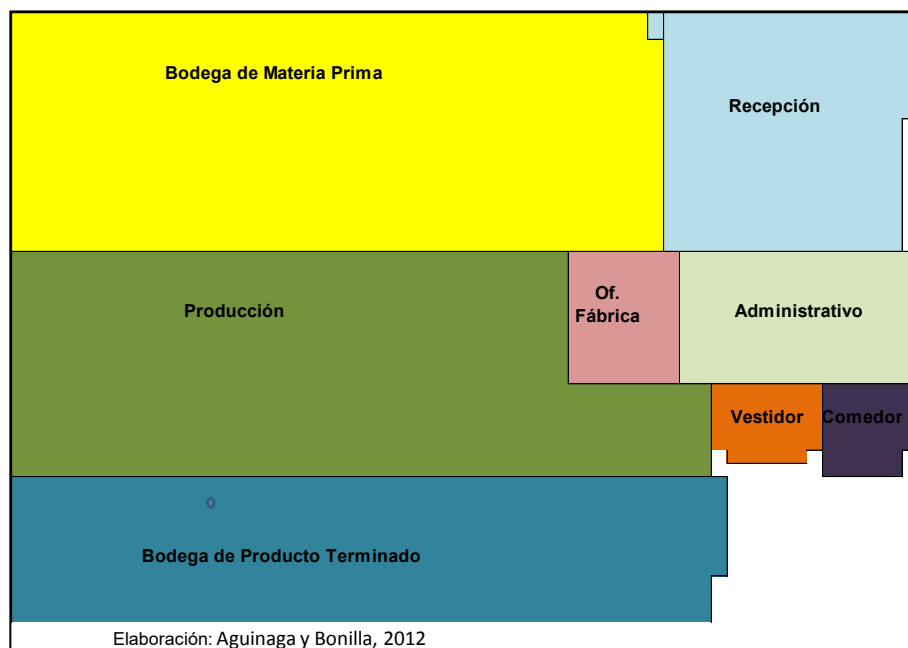 Bodega de Materia Prima
Recepción
Producción
Of.
Fábrica
Administrativo
Vestidor
Comedor
Bodega de Producto Terminado
Elaboración: Aguinaga y Bonilla, 2012